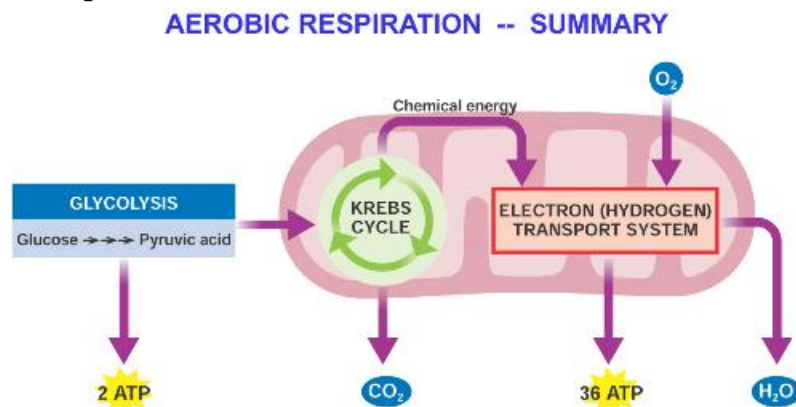 AEROBIC RESPIRATION -- SUMMARY
O₂
Chemical energy
GLYCOLYSIS
Glucose ➔➔➔ Pyruvic acid
KREBS
CYCLE
ELECTRON (HYDROGEN)
TRANSPORT SYSTEM
2 ATP
CO₂
36 ATP
H₂O